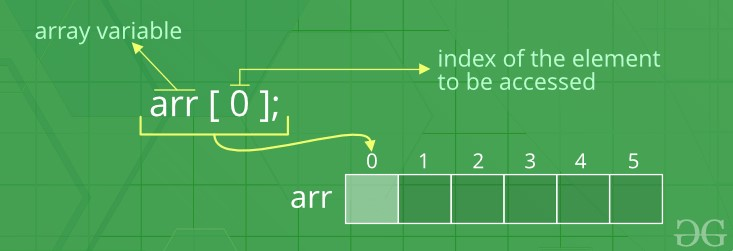 array variable
index of the element
to be accessed
arr [ 0 ];
0 1 2 3 4 5
arr
GG